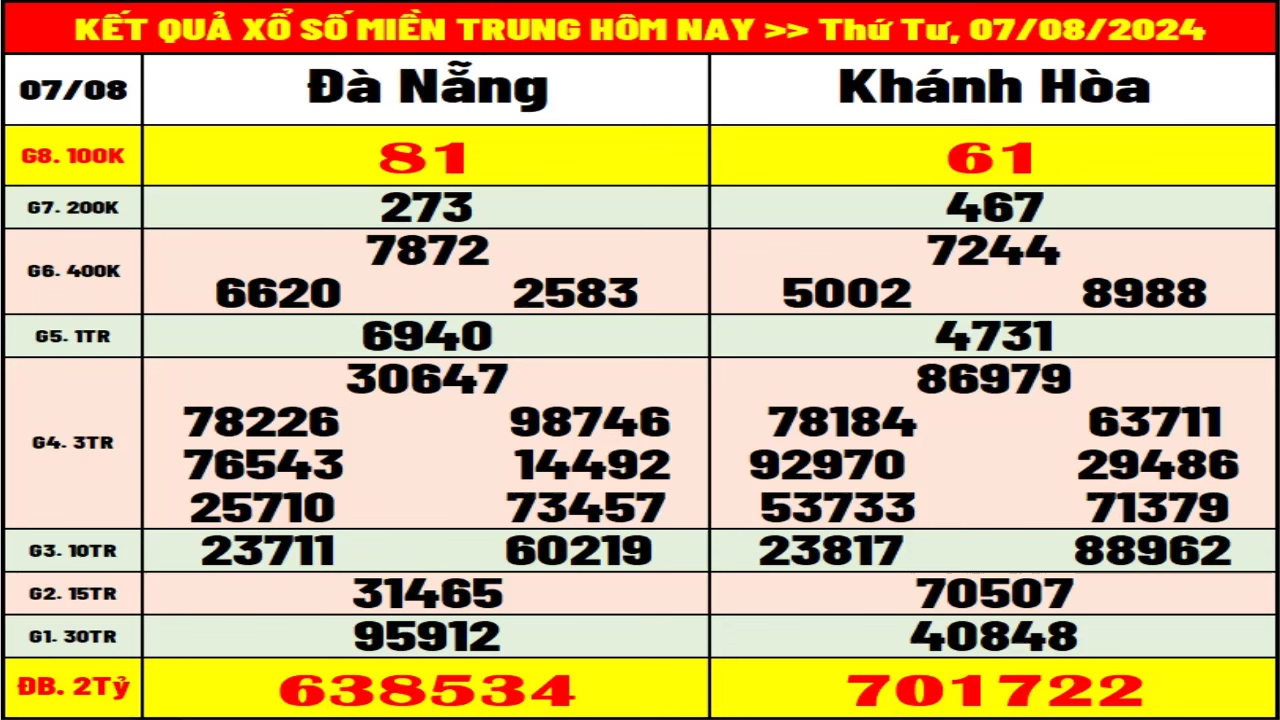 KẾT QUẢ XỔ SỐ MIỀN TRUNG HÔM NAY >> Thứ Tư, 07/08/2024
07/08 Đà Nẵng Khánh Hòa
G8. 100K 81 61
G7. 200K 273 467
7872 7244
G6. 400K
6620 2583 5002 8988
G5. 1TR 6940 4731
30647 86979
78226 98746 78184 63711
G4. 3TR
76543 14492 92970 29486
25710 73457 53733 71379
G3. 10TR 23711 60219 23817 88962
G2. 15TR 31465 70507
G1. 30TR 95912 40848
ĐB. 2Tỷ 638534 701722